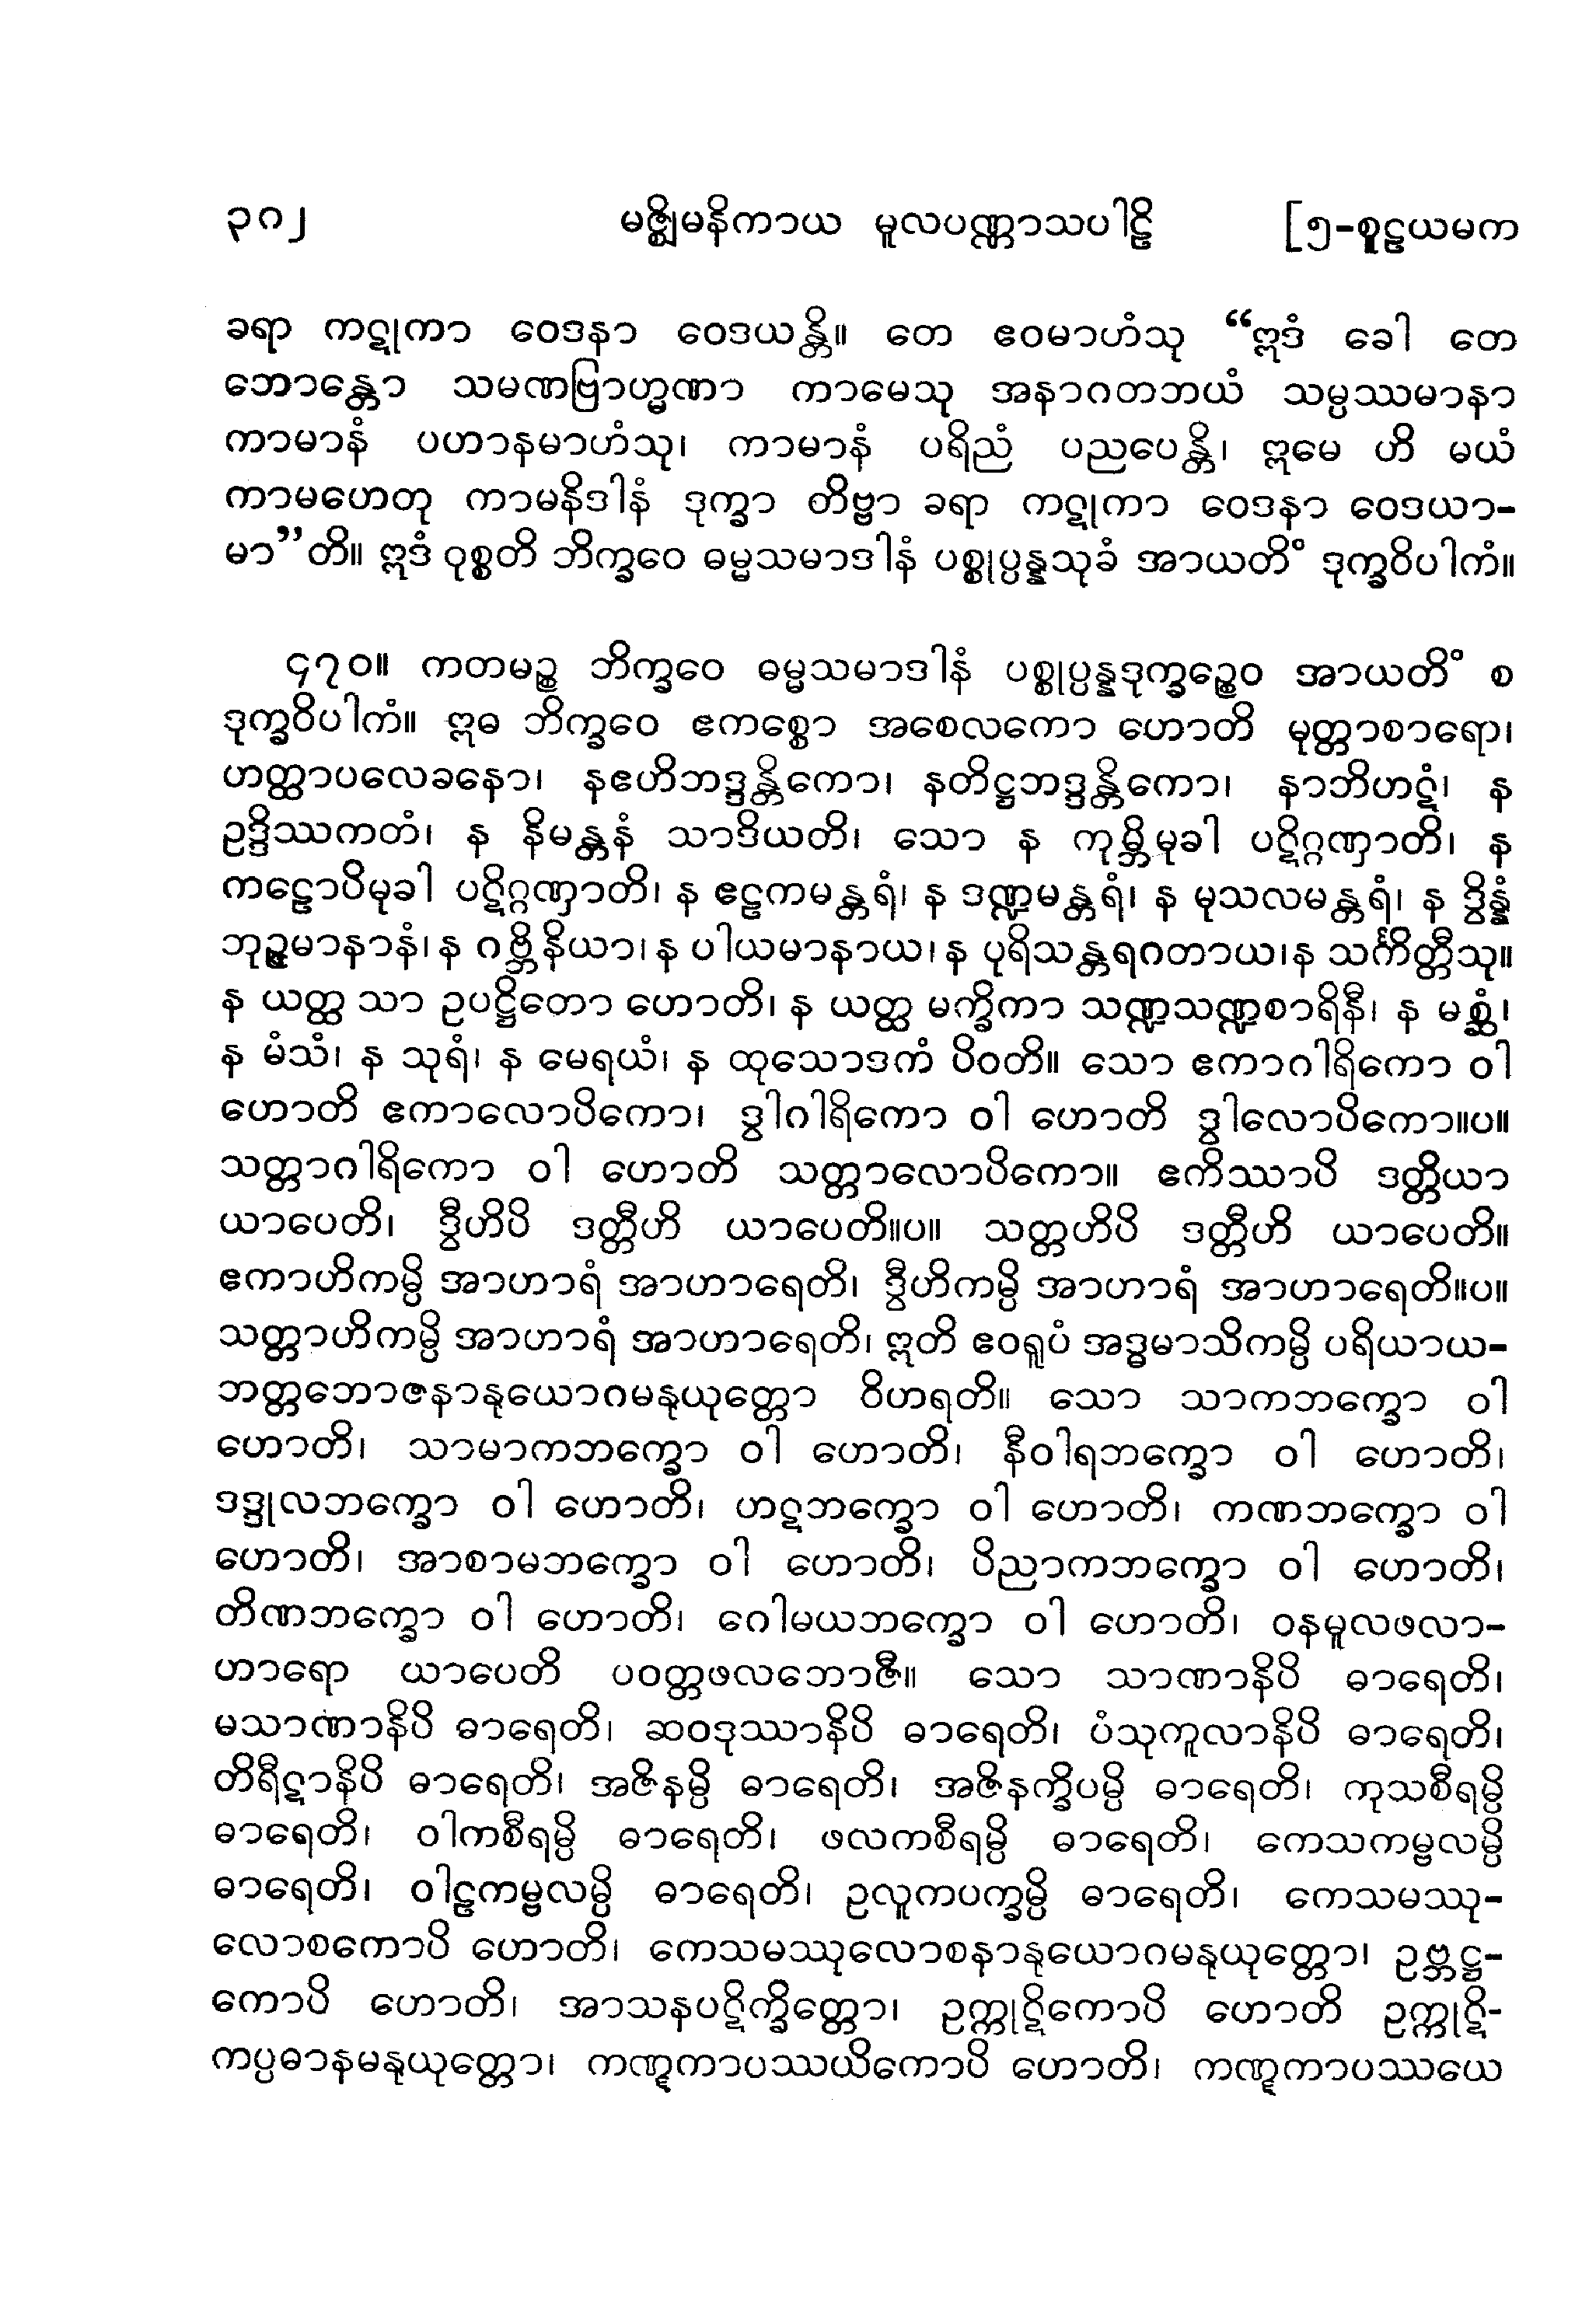 ၃၈၂ မဇ္ဈိမနိကာယ မူလပဏ္ဏာသပါဠိ [၅-စူဠယမက
ခရာ ကဋုကာ ဝေဒနာ ဝေဒယန္တိ။ တေ ဧဝမာဟံသု “ဣဒံ ခေါ တေ
ဘောန္တော သမဏဗြာဟ္မဏာ ကာမေသု အနာဂတဘယံ သမ္ပဿမာနာ
ကာမာနံ ပဟာနမာဟံသု၊ ကာမာနံ ပရိညံ ပညပေန္တိ၊ ဣမေ ဟိ မယံ
ကာမဟေတု ကာမနိဒါနံ ဒုက္ခာ တိဗ္ဗာ ခရာ ကဋုကာ ဝေဒနာ ဝေဒယာ-
မာ”တိ။ ဣဒံ ဝုစ္စတိ ဘိက္ခဝေ ဓမ္မသမာဒါနံ ပစ္စုပ္ပန္နသုခံ အာယတိံ ဒုက္ခဝိပါကံ။
၄၇၀။ ကတမဉ္စ ဘိက္ခဝေ ဓမ္မသမာဒါနံ ပစ္စုပ္ပန္နဒုက္ခဉ္စေဝ အာယတိံ စ
ဒုက္ခဝိပါကံ။ ဣဓ ဘိက္ခဝေ ဧကစ္စော အစေလကော ဟောတိ မုတ္တာစာရော၊
ဟတ္ထာပလေခနော၊ နဧဟိဘဒ္ဒန္တိကော၊ နတိဋ္ဌဘဒ္ဒန္တိကော၊ နာဘိဟဋံ၊ န
ဥဒ္ဒိဿကတံ၊ န နိမန္တနံ သာဒိယတိ၊ သော န ကုမ္ဘိမုခါ ပဋိဂ္ဂဏှာတိ၊ န
ကဠောပိမုခါ ပဋိဂ္ဂဏှာတိ၊ န ဧဠကမန္တရံ၊ န ဒဏ္ဍမန္တရံ၊ န မုသလမန္တရံ၊ န ဒွိန္နံ
ဘုဉ္ဇမာနာနံ၊ န ဂဗ္ဘိနိယာ၊ န ပါယမာနာယ၊ န ပုရိသန္တရဂတာယ၊ န သင်္ကိတ္တီသု။
န ယတ္ထ သာ ဥပဋ္ဌိတော ဟောတိ၊ န ယတ္ထ မက္ခိကာ သဏ္ဍသဏ္ဍစာရိနီ၊ န မစ္ဆံ၊
န မံသံ၊ န သုရံ၊ န မေရယံ၊ န ထုသောဒကံ ပိဝတိ။ သော ဧကာဂါရိကော ဝါ
ဟောတိ ဧကာလောပိကော၊ ဒွါဂါရိကော ဝါ ဟောတိ ဒွါလောပိကော။ပ။
သတ္တာဂါရိကော ဝါ ဟောတိ သတ္တာလောပိကော။ ဧကိဿာပိ ဒတ္တိယာ
ယာပေတိ၊ ဒွီဟိပိ ဒတ္တီဟိ ယာပေတိ။ပ။ သတ္တဟိပိ ဒတ္တီဟိ ယာပေတိ။
ဧကာဟိကမ္ပိ အာဟာရံ အာဟာရေတိ၊ ဒွီဟိကမ္ပိ အာဟာရံ အာဟာရေတိ။ပ။
သတ္တာဟိကမ္ပိ အာဟာရံ အာဟာရေတိ၊ ဣတိ ဧဝရူပံ အဒ္ဓမာသိကမ္ပိ ပရိယာယ-
ဘတ္တဘောဇနာနုယောဂမနုယုတ္တော ဝိဟရတိ။ သော သာကဘက္ခော ဝါ
ဟောတိ၊ သာမာကဘက္ခော ဝါ ဟောတိ၊ နီဝါရဘက္ခော ဝါ ဟောတိ၊
ဒဒ္ဒုလဘက္ခော ဝါ ဟောတိ၊ ဟဋဘက္ခော ဝါ ဟောတိ၊ ကဏဘက္ခော ဝါ
ဟောတိ၊ အာစာမဘက္ခော ဝါ ဟောတိ၊ ပိညာကဘက္ခော ဝါ ဟောတိ၊
တိဏဘက္ခော ဝါ ဟောတိ၊ ဂေါမယဘက္ခော ဝါ ဟောတိ၊ ဝနမူလဖလာ-
ဟာရော ယာပေတိ ပဝတ္တဖလဘောဇီ။ သော သာဏာနိပိ ဓာရေတိ၊
မသာဏာနိပိ ဓာရေတိ၊ ဆဝဒုဿာနိပိ ဓာရေတိ၊ ပံသုကူလာနိပိ ဓာရေတိ၊
တိရီဋာနိပိ ဓာရေတိ၊ အဇိနမ္ပိ ဓာရေတိ၊ အဇိနက္ခိပမ္ပိ ဓာရေတိ၊ ကုသစီရမ္ပိ
ဓာရေတိ၊ ဝါကစီရမ္ပိ ဓာရေတိ၊ ဖလကစီရမ္ပိ ဓာရေတိ၊ ကေသကမ္ဗလမ္ပိ
ဓာရေတိ၊ ဝါဠကမ္ဗလမ္ပိ ဓာရေတိ၊ ဥလူကပက္ခမ္ပိ ဓာရေတိ၊ ကေသမဿု-
လောစကောပိ ဟောတိ၊ ကေသမဿုလောစနာနုယောဂမနုယုတ္တော၊ ဥဗ္ဘဋ္ဌ-
ကောပိ ဟောတိ၊ အာသနပဋိက္ခိတ္တော၊ ဥက္ကုဋိကောပိ ဟောတိ ဥက္ကုဋိ-
ကပ္ပဓာနမနုယုတ္တော၊ ကဏ္ဋကာပဿယိကောပိ ဟောတိ၊ ကဏ္ဋကာပဿယေ